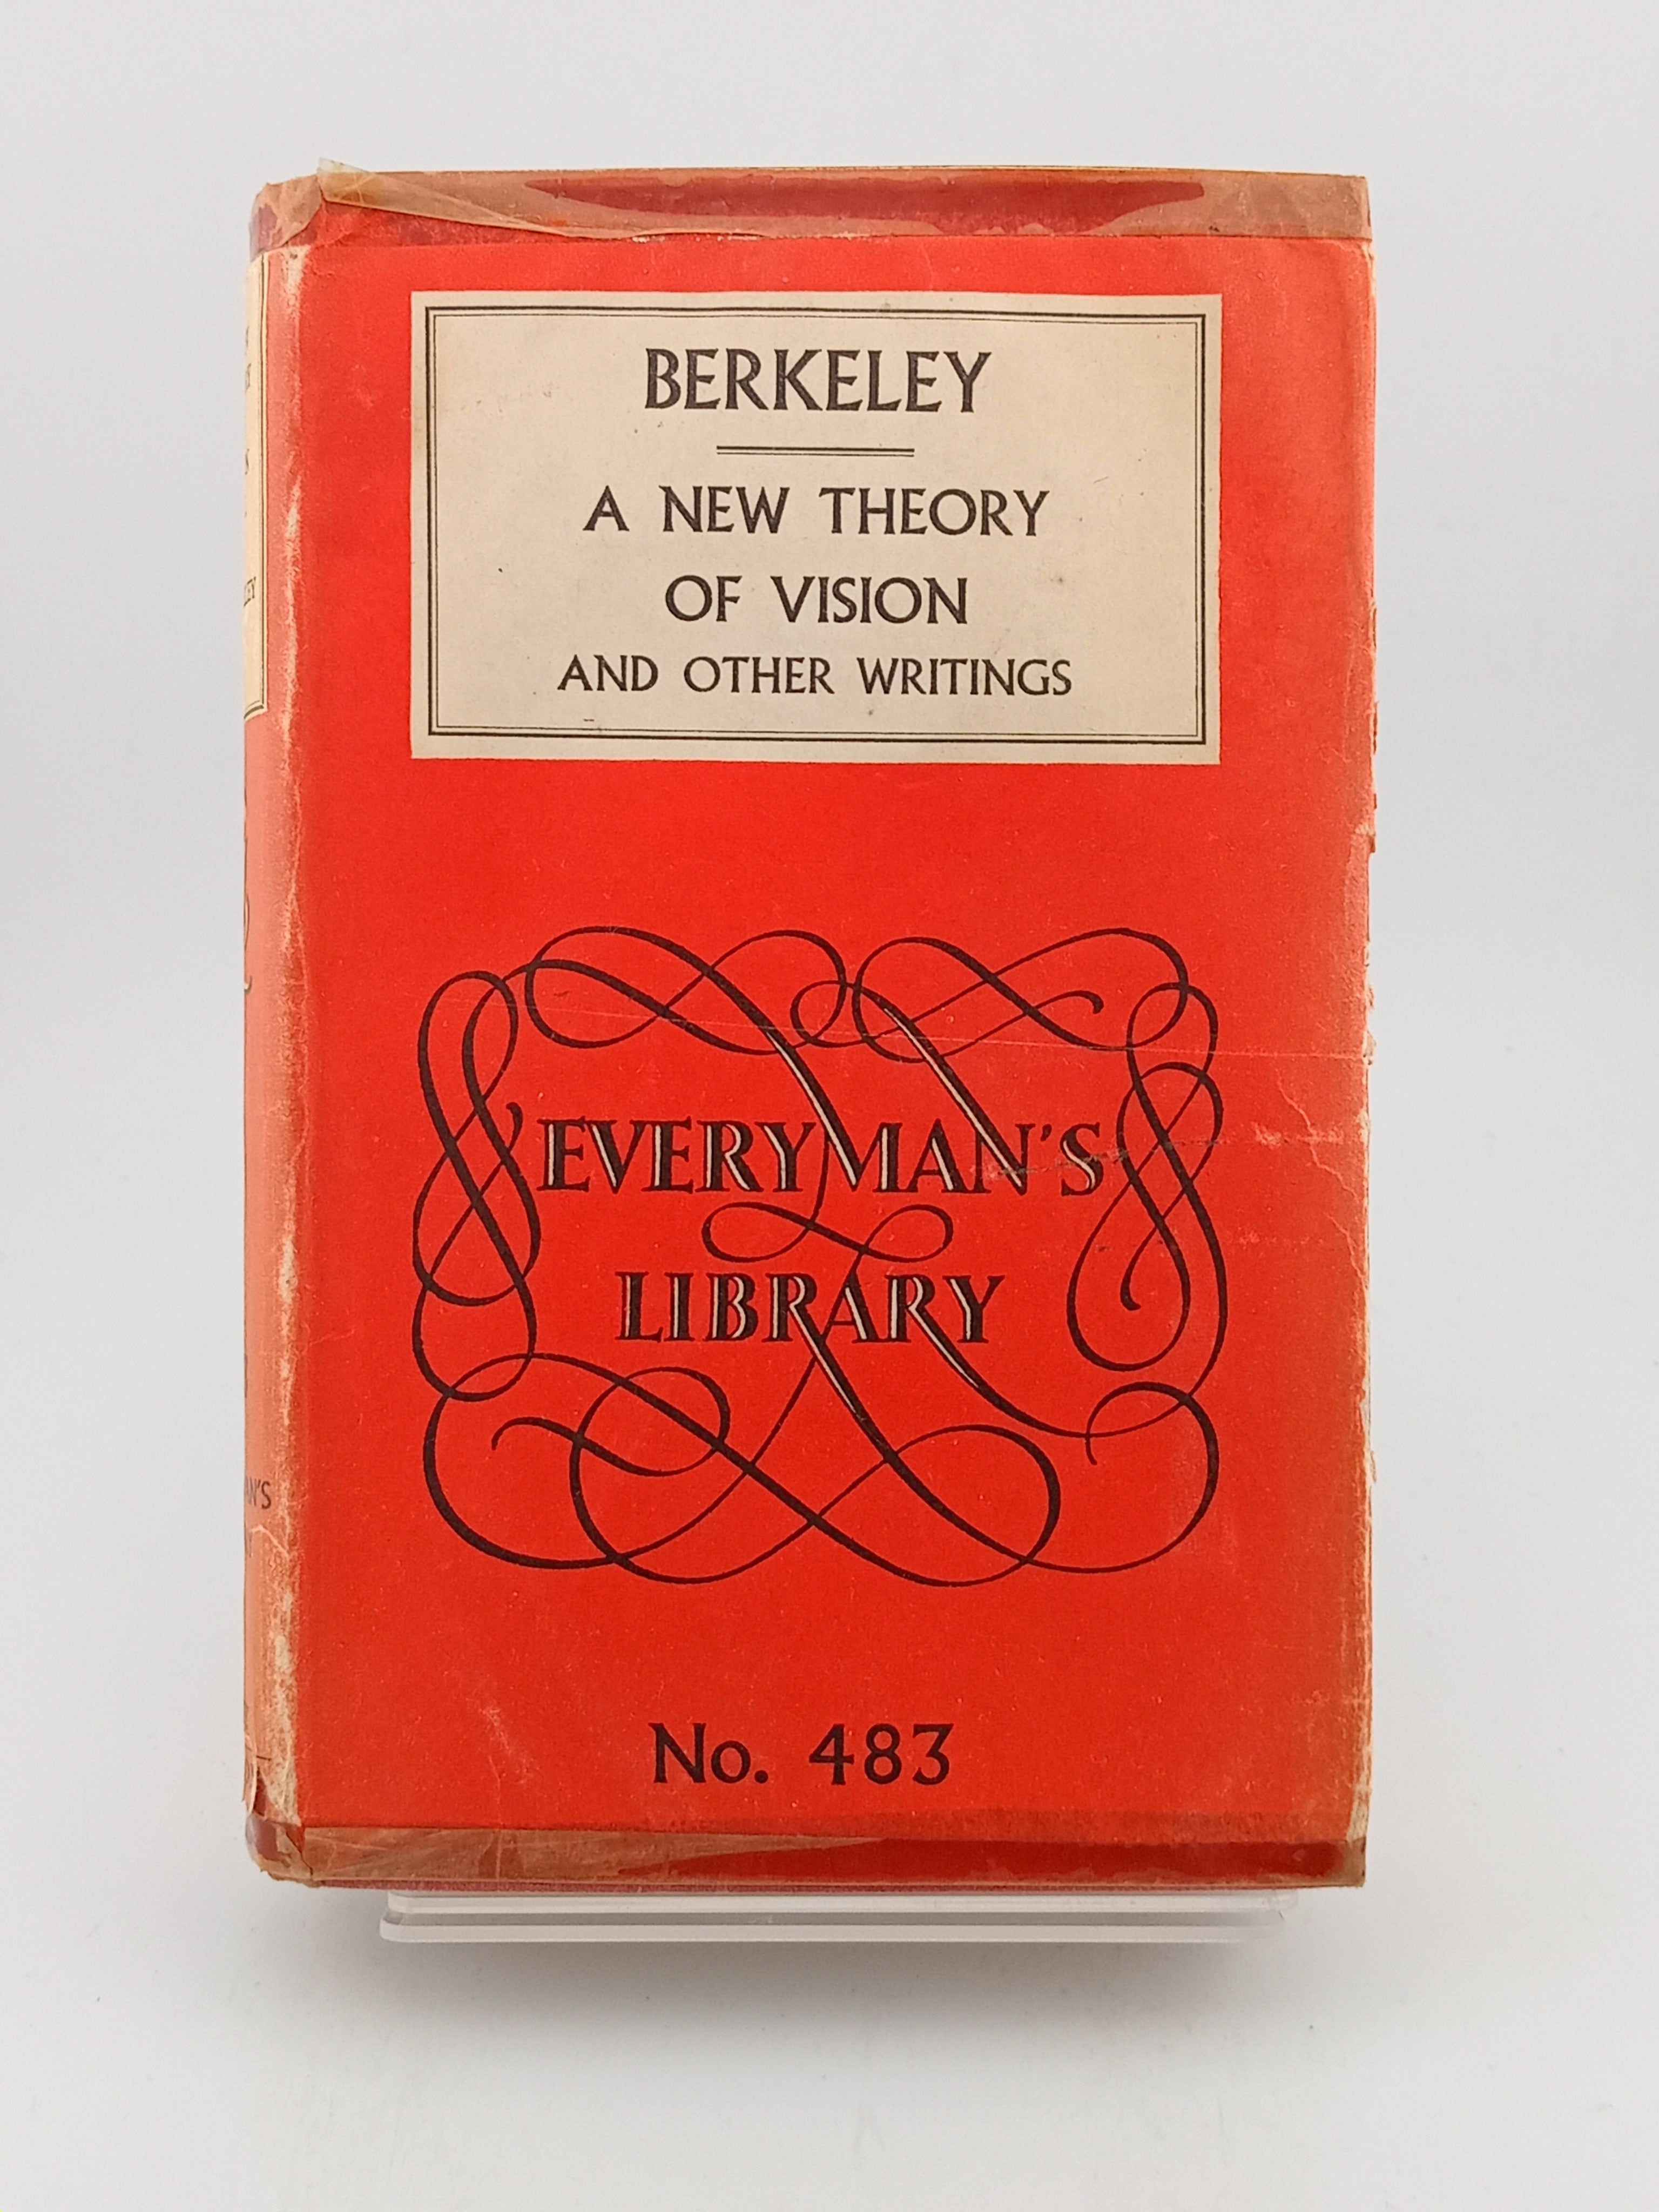 BERKELEY
A NEW THEORY
OF VISION
AND OTHER WRITINGS
EVERYMAN'S
LIBRARY
No. 483